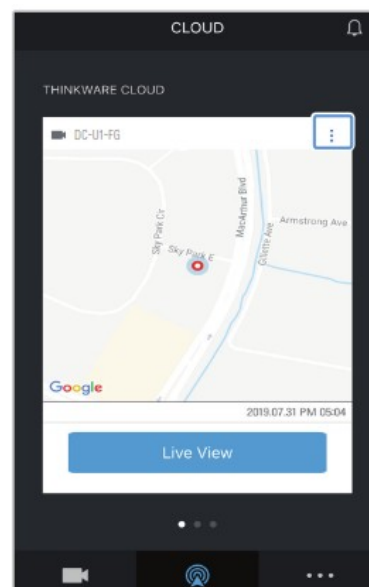 CLOUD
THINKWARE CLOUD
DC-U1-FG
Sky Park Cir
Sky Park E
MacArthur Blvd
Armstrong Ave
Gillette Ave
Google
2019.07.31 PM 05:04
Live View